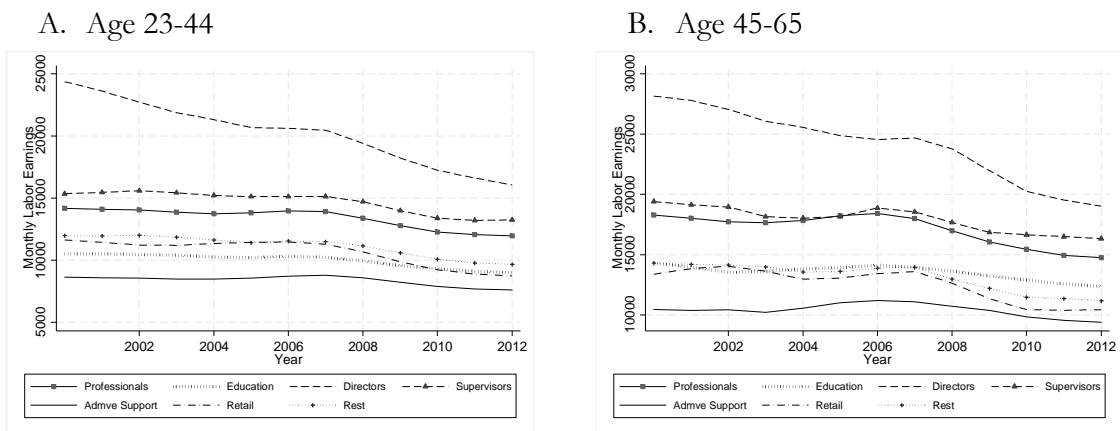 A. Age 23-44
25000
20000
15000
10000
5000
Monthly Labor Earnings
2002 2004 2006 2008 2010 2012
Year
Professionals Education Directors Supervisors
Admve Support Retail Rest
B. Age 45-65
30000
25000
20000
15000
10000
Monthly Labor Earnings
2002 2004 2006 2008 2010 2012
Year
Professionals Education Directors Supervisors
Admve Support Retail Rest